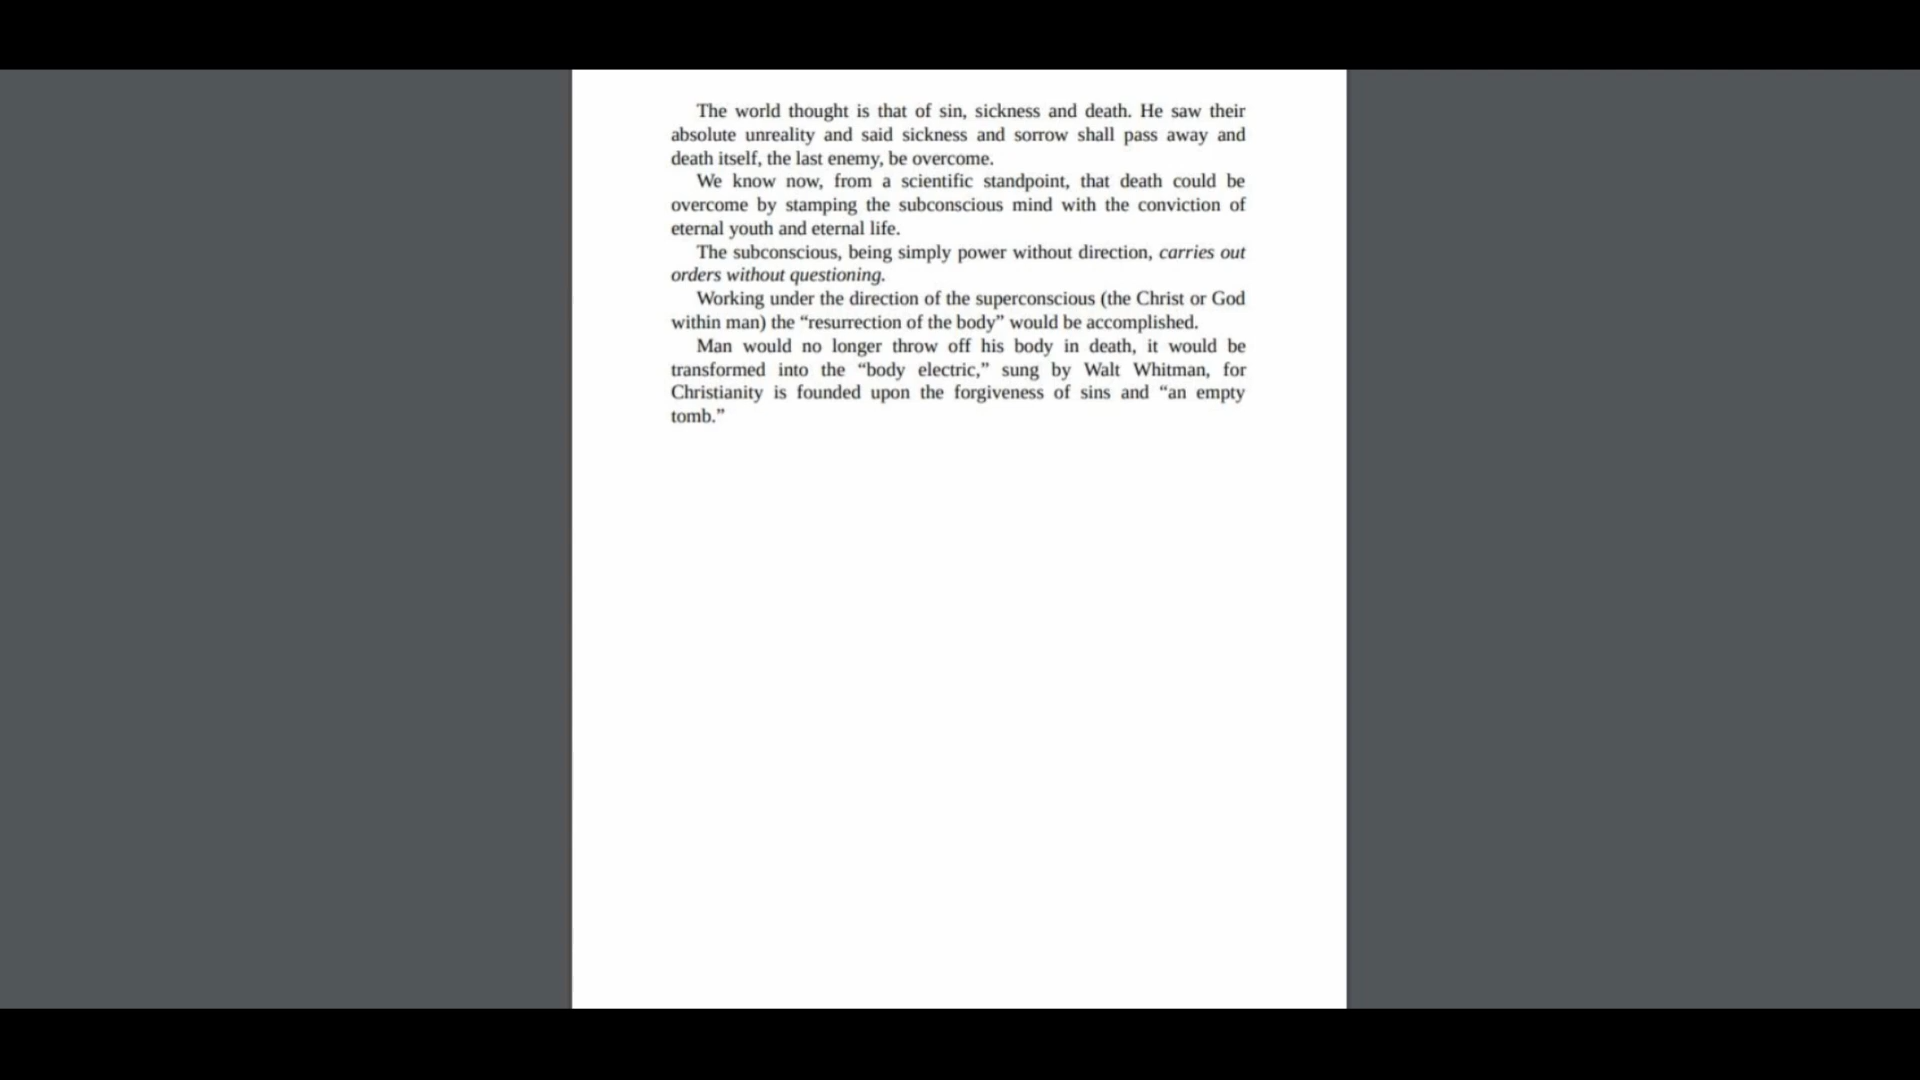 The world thought is that of sin, sickness and death. He saw their
absolute unreality and said sickness and sorrow shall pass away and
death itself, the last enemy, be overcome.
We know now, from a scientific standpoint, that death could be
overcome by stamping the subconscious mind with the conviction of
eternal youth and eternal life.
The subconscious, being simply power without direction, carries out
orders without questioning.
Working under the direction of the superconscious (the Christ or God
within man) the “resurrection of the body” would be accomplished.
Man would no longer throw off his body in death, it would be
transformed into the “body electric,” sung by Walt Whitman, for
Christianity is founded upon the forgiveness of sins and “an empty
tomb.”